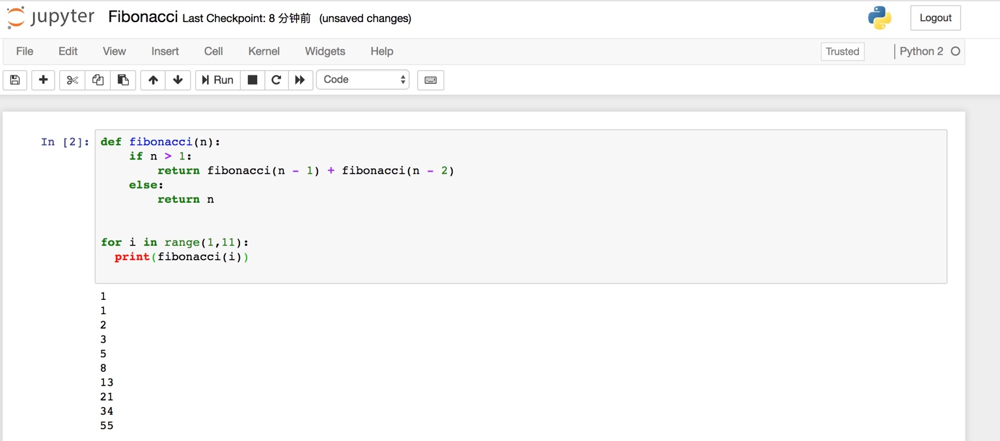 jupyter Fibonacci Last Checkpoint: 8 分钟前 (unsaved changes) Logout
File Edit View Insert Cell Kernel Widgets Help Trusted Python 2
Run Code
In [2]: def fibonacci(n):
    if n > 1:
        return fibonacci(n - 1) + fibonacci(n - 2)
    else:
        return n
for i in range(1,11):
  print(fibonacci(i))
1
1
2
3
5
8
13
21
34
55